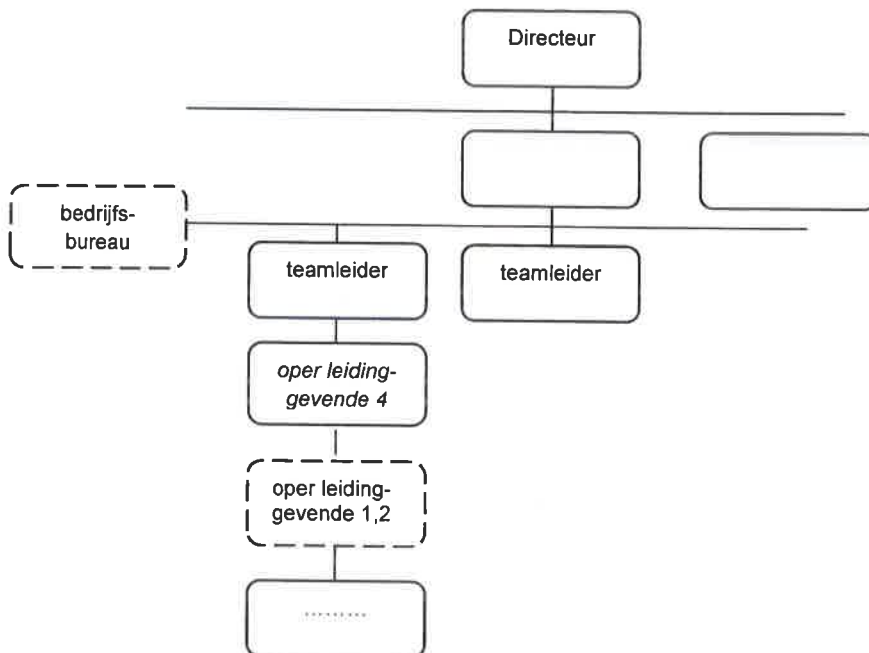 Directeur
bedrijfs-
bureau
teamleider
teamleider
oper leiding-
gevende 4
oper leiding-
gevende 1,2
.........